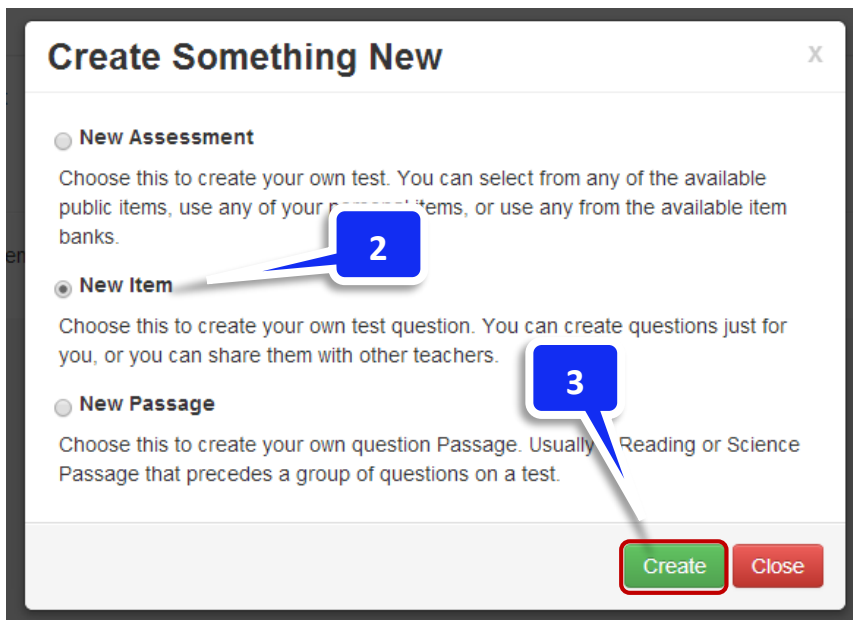 Create Something New
X
New Assessment
Choose this to create your own test. You can select from any of the available
public items, use any of your items, or use any from the available item
banks.
2
New Item
Choose this to create your own test question. You can create questions just for
you, or you can share them with other teachers.
3
New Passage
Choose this to create your own question Passage. Usually Reading or Science
Passage that precedes a group of questions on a test.
Create
Close